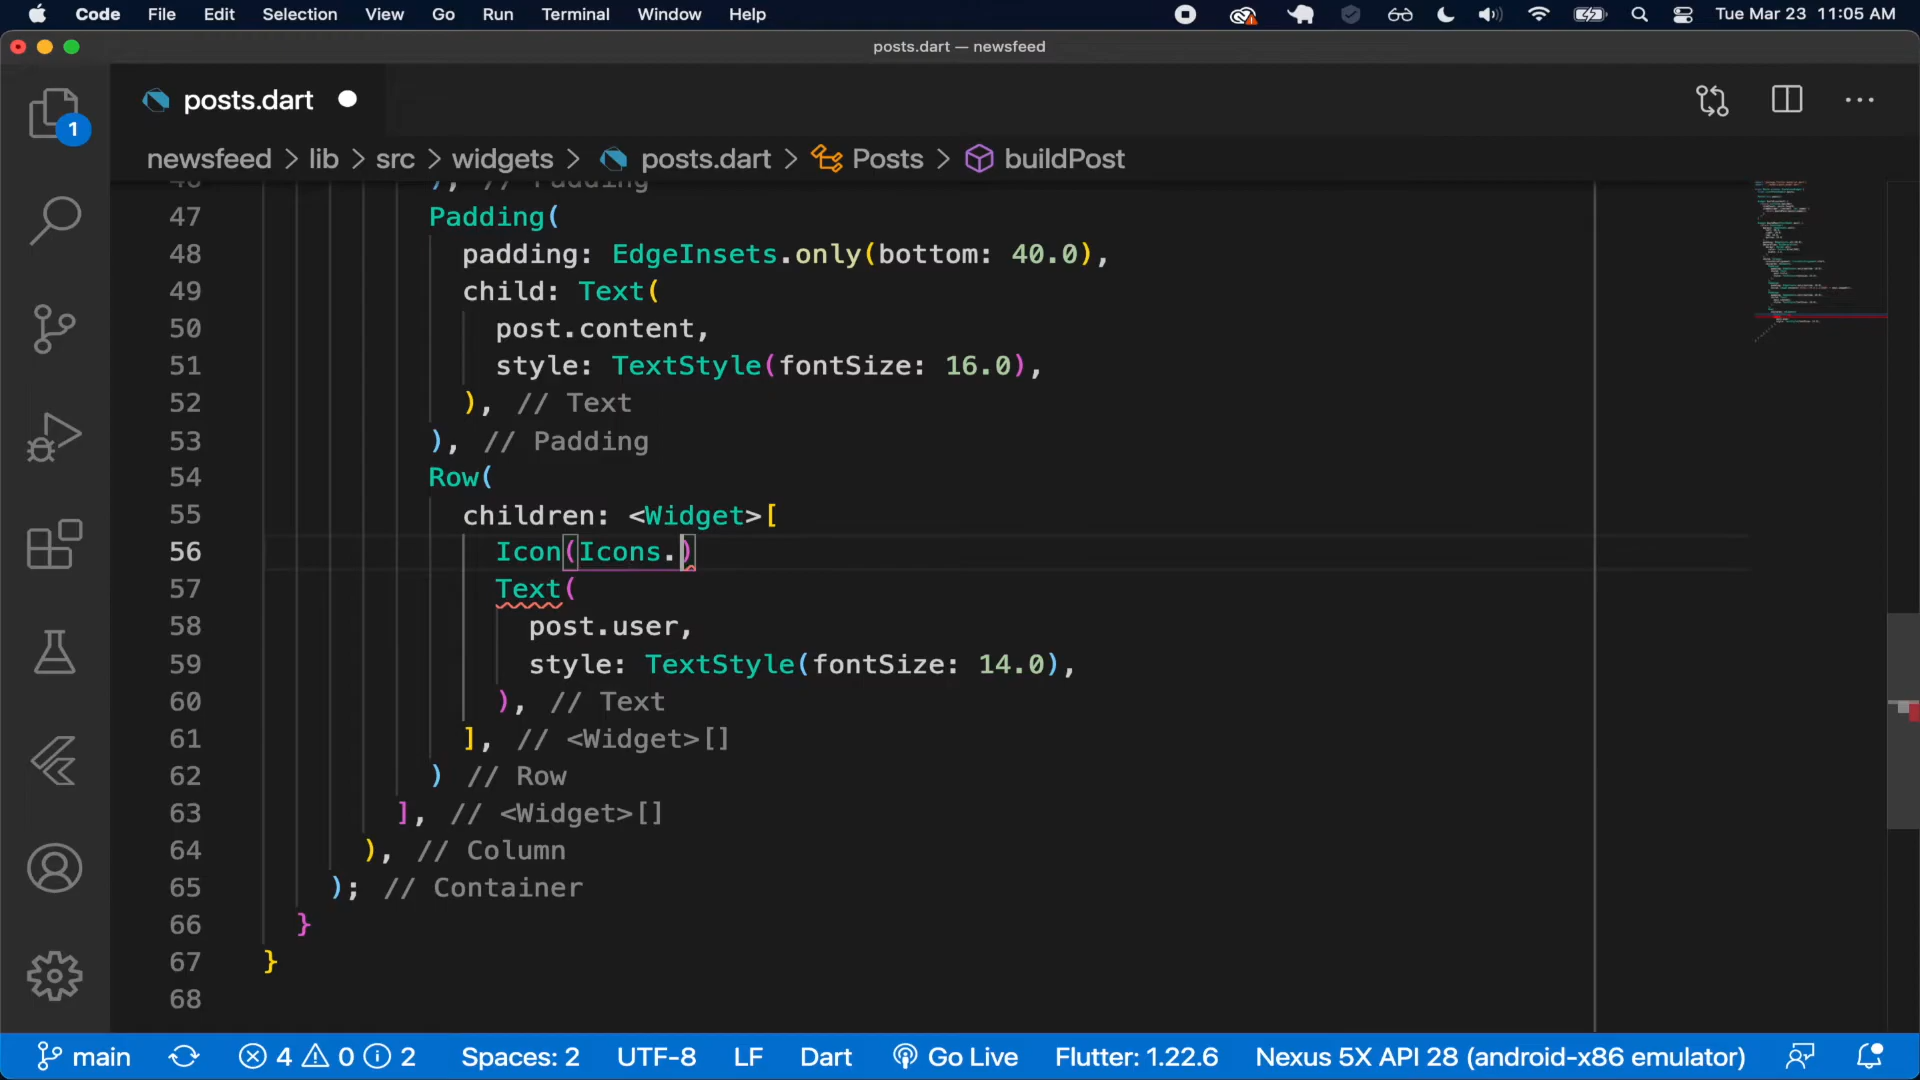 Code File Edit Selection View Go Run Terminal Window Help Tue Mar 23 11:05 AM
posts.dart — newsfeed
1
posts.dart
newsfeed > lib > src > widgets > posts.dart > Posts > buildPost
46 ), // Padding
47 Padding(
48 padding: EdgeInsets.only(bottom: 40.0),
49 child: Text(
50 post.content,
51 style: TextStyle(fontSize: 16.0),
52 ), // Text
53 ), // Padding
54 Row(
55 children: <Widget>[
56 Icon(Icons.)
57 Text(
58 post.user,
59 style: TextStyle(fontSize: 14.0),
60 ), // Text
61 ], // <Widget>[]
62 ) // Row
63 ], // <Widget>[]
64 ), // Column
65 ); // Container
66 }
67 }
68
main 4 0 2 Spaces: 2 UTF-8 LF Dart Go Live Flutter: 1.22.6 Nexus 5X API 28 (android-x86 emulator)